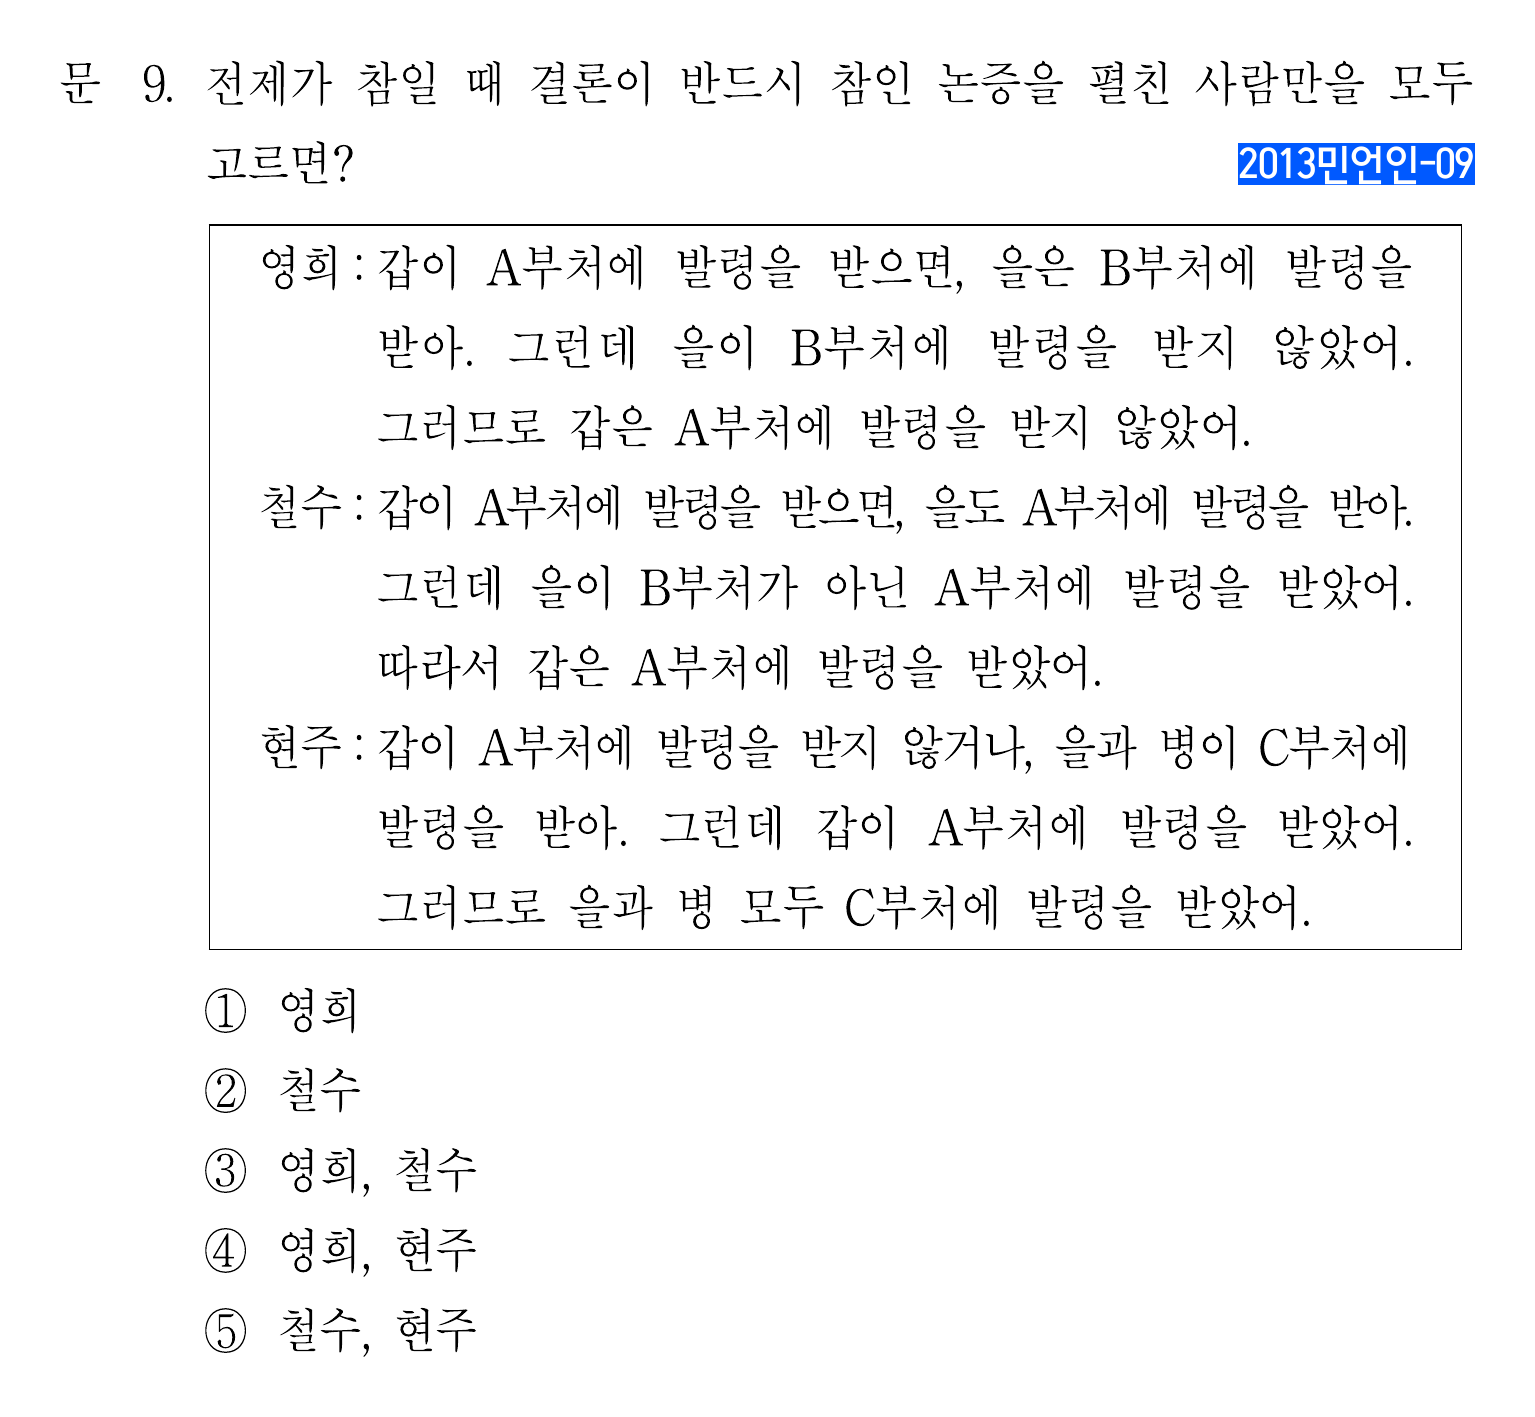 문 9. 전제가 참일 때 결론이 반드시 참인 논증을 펼친 사람만을 모두
고르면?
2013민언인-09
영희 : 갑이 A부처에 발령을 받으면, 을은 B부처에 발령을
받아. 그런데 을이 B부처에 발령을 받지 않았어.
그러므로 갑은 A부처에 발령을 받지 않았어.
철수 : 갑이 A부처에 발령을 받으면, 을도 A부처에 발령을 받아.
그런데 을이 B부처가 아닌 A부처에 발령을 받았어.
따라서 갑은 A부처에 발령을 받았어.
현주 : 갑이 A부처에 발령을 받지 않거나, 을과 병이 C부처에
발령을 받아. 그런데 갑이 A부처에 발령을 받았어.
그러므로 을과 병 모두 C부처에 발령을 받았어.
① 영희
② 철수
③ 영희, 철수
④ 영희, 현주
⑤ 철수, 현주